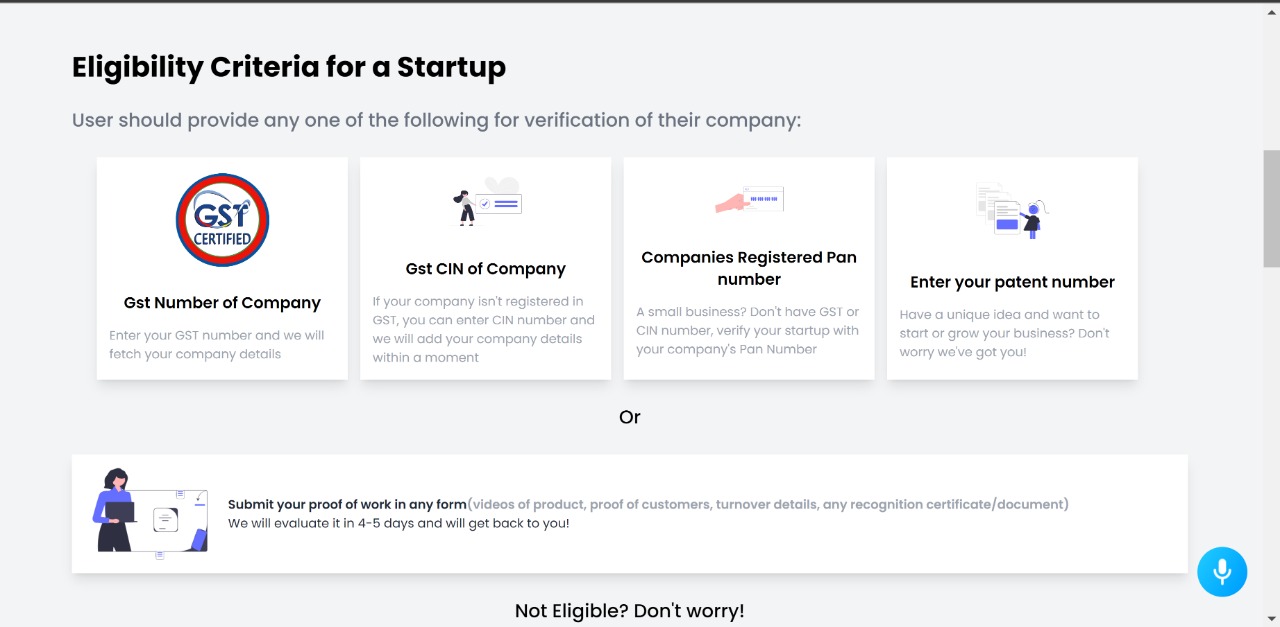 Eligibility Criteria for a Startup
User should provide any one of the following for verification of their company:
GST
CERTIFIED
Gst Number of Company
Enter your GST number and we will
fetch your company details
Gst CIN of Company
If your company isn't registered in
GST, you can enter CIN number and
we will add your company details
within a moment
Companies Registered Pan
number
A small business? Don't have GST or
CIN number, verify your startup with
your company's Pan Number
Enter your patent number
Have a unique idea and want to
start or grow your business? Don't
worry we've got you!
Or
Submit your proof of work in any form(videos of product, proof of customers, turnover details, any recognition certificate/document)
We will evaluate it in 4-5 days and will get back to you!
Not Eligible? Don't worry!